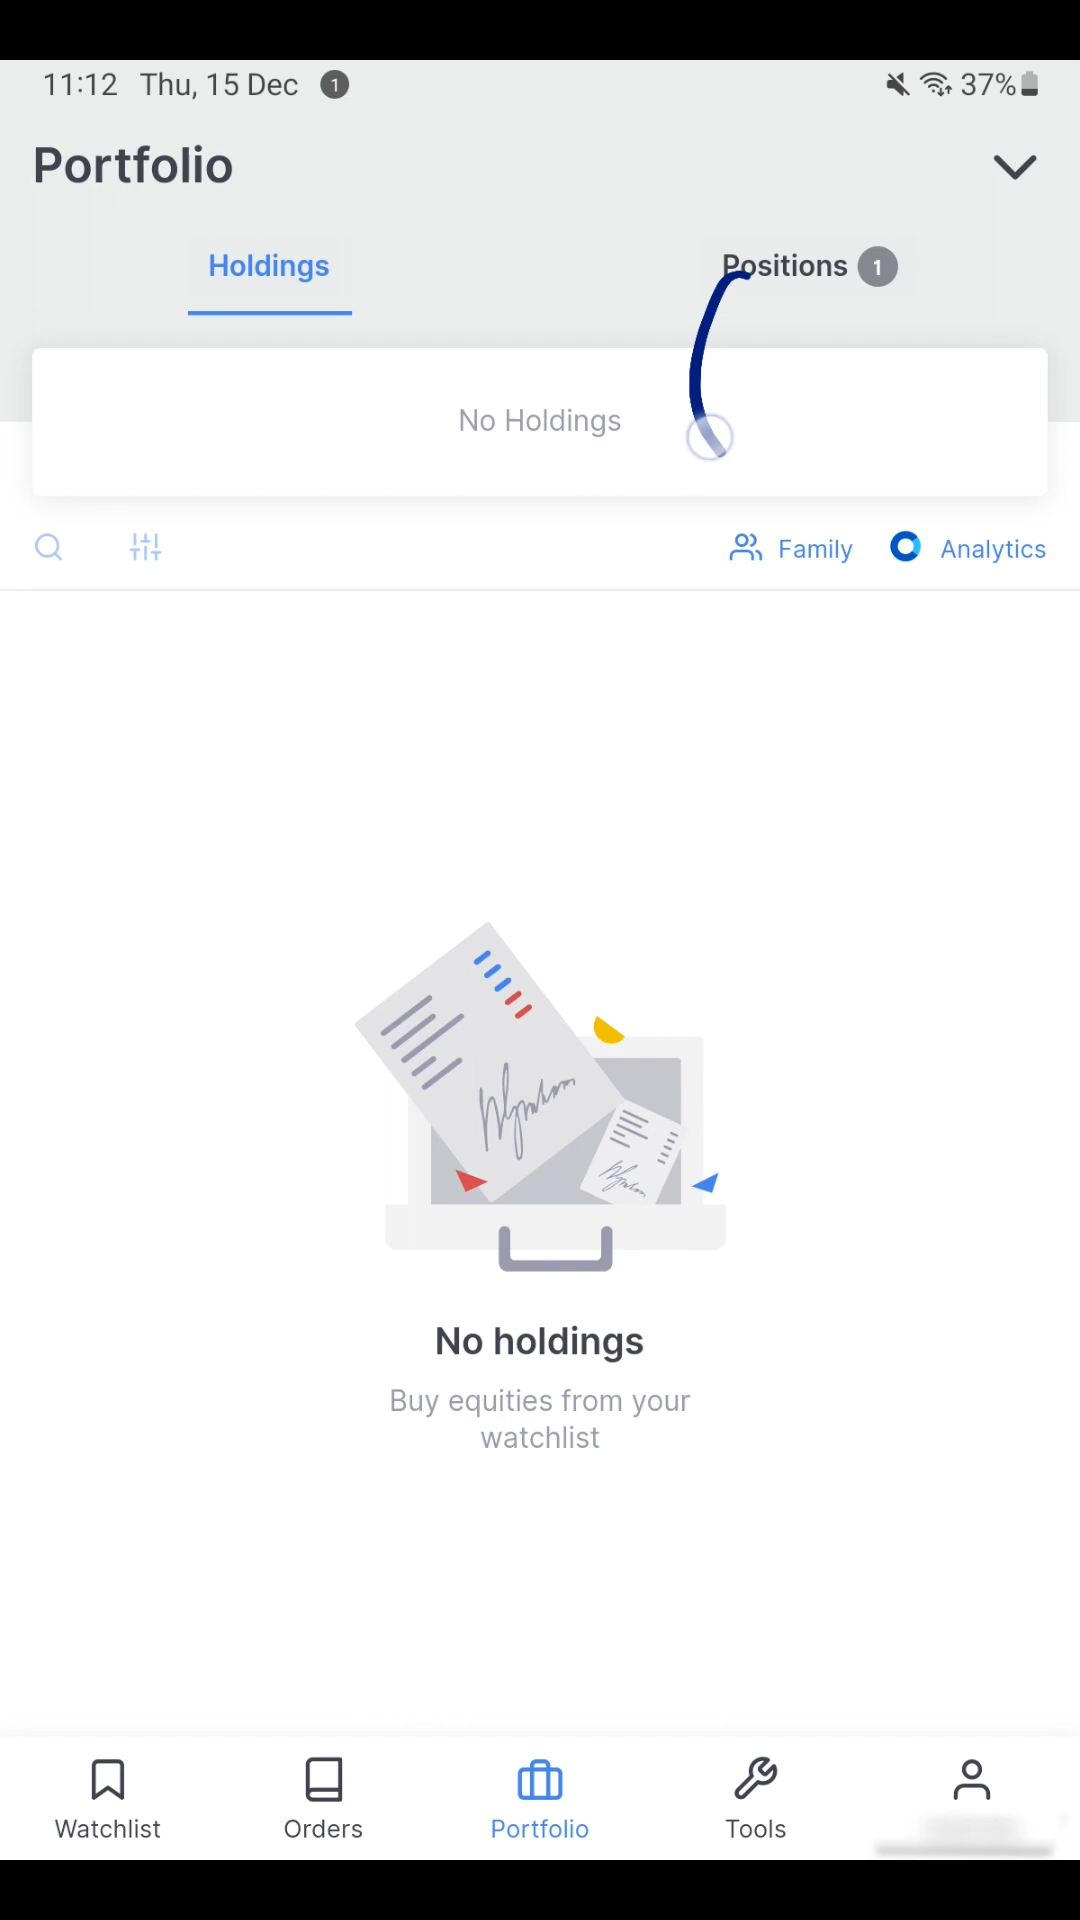 11:12 Thu, 15 Dec 1 37%
Portfolio
Holdings Positions 1
No Holdings
Family Analytics
No holdings
Buy equities from your
watchlist
Watchlist Orders Portfolio Tools